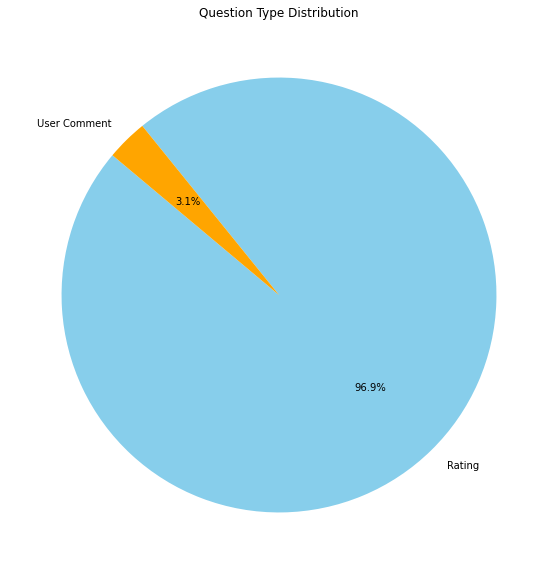 Question Type Distribution
User Comment
3.1%
96.9%
Rating